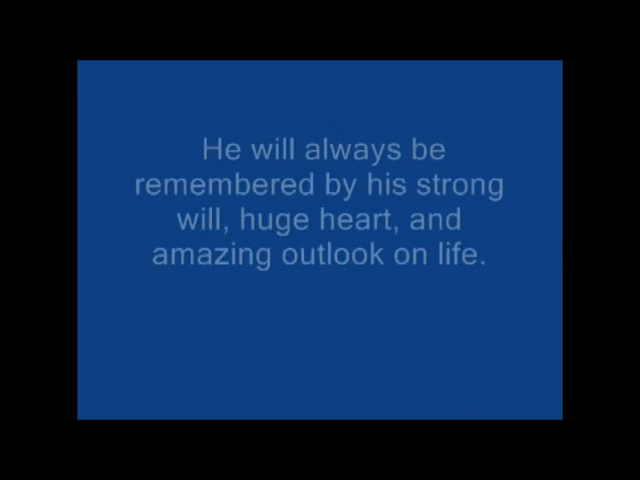 He will always be
remembered by his strong
will, huge heart, and
amazing outlook on life.